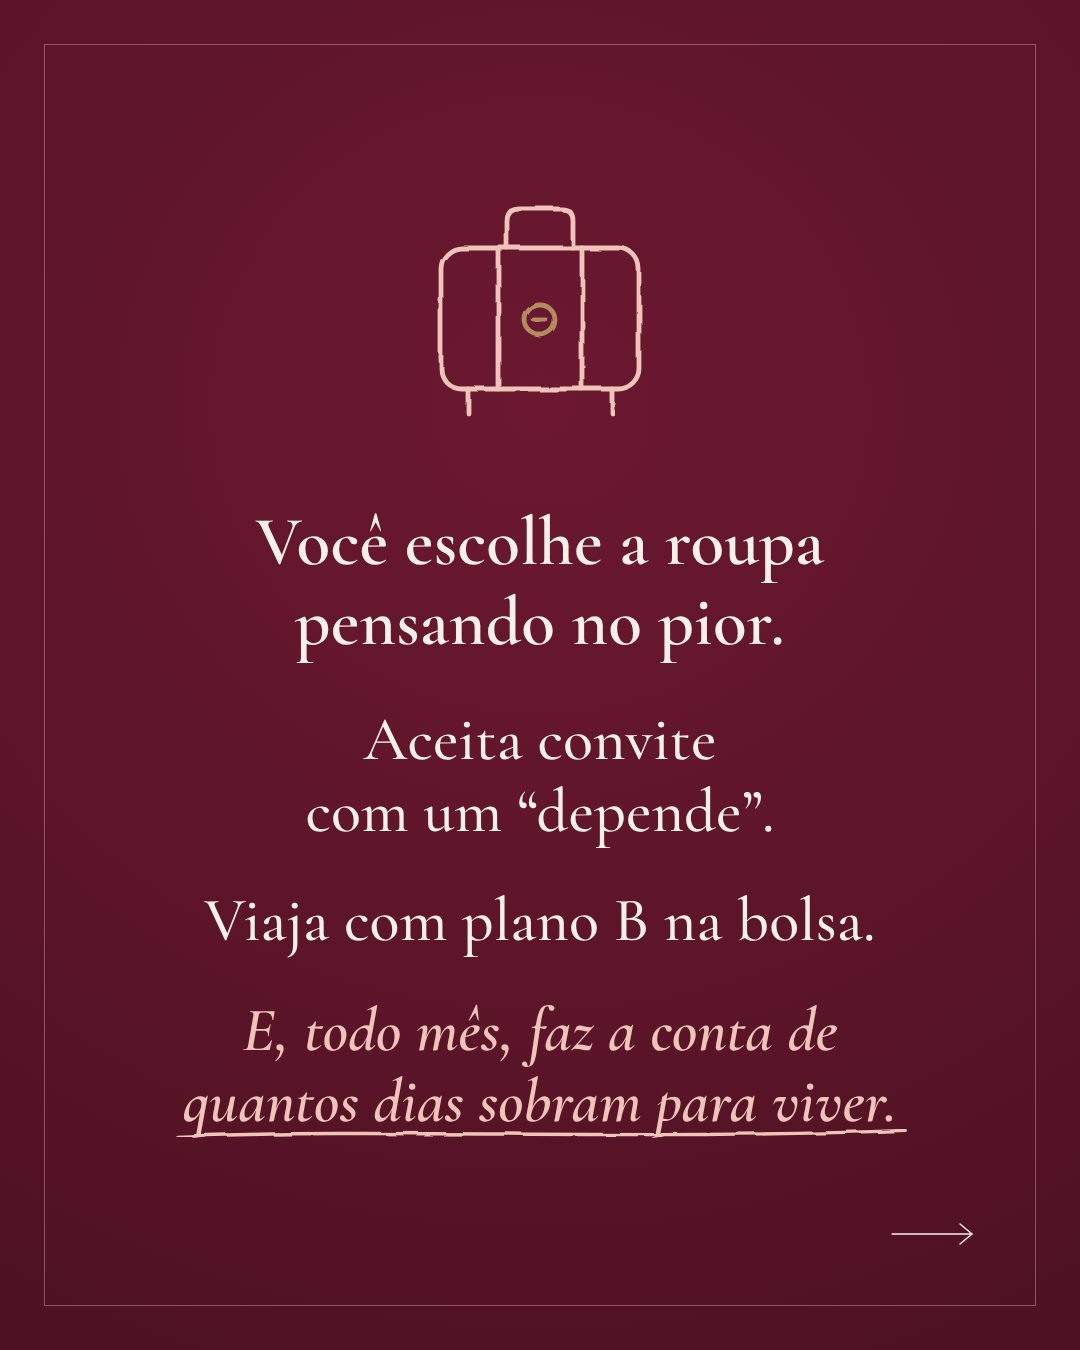 Você escolhe a roupa
pensando no pior.
Aceita convite
com um “depende”.
Viaja com plano B na bolsa.
E, todo mês, faz a conta de
quantos dias sobram para viver.